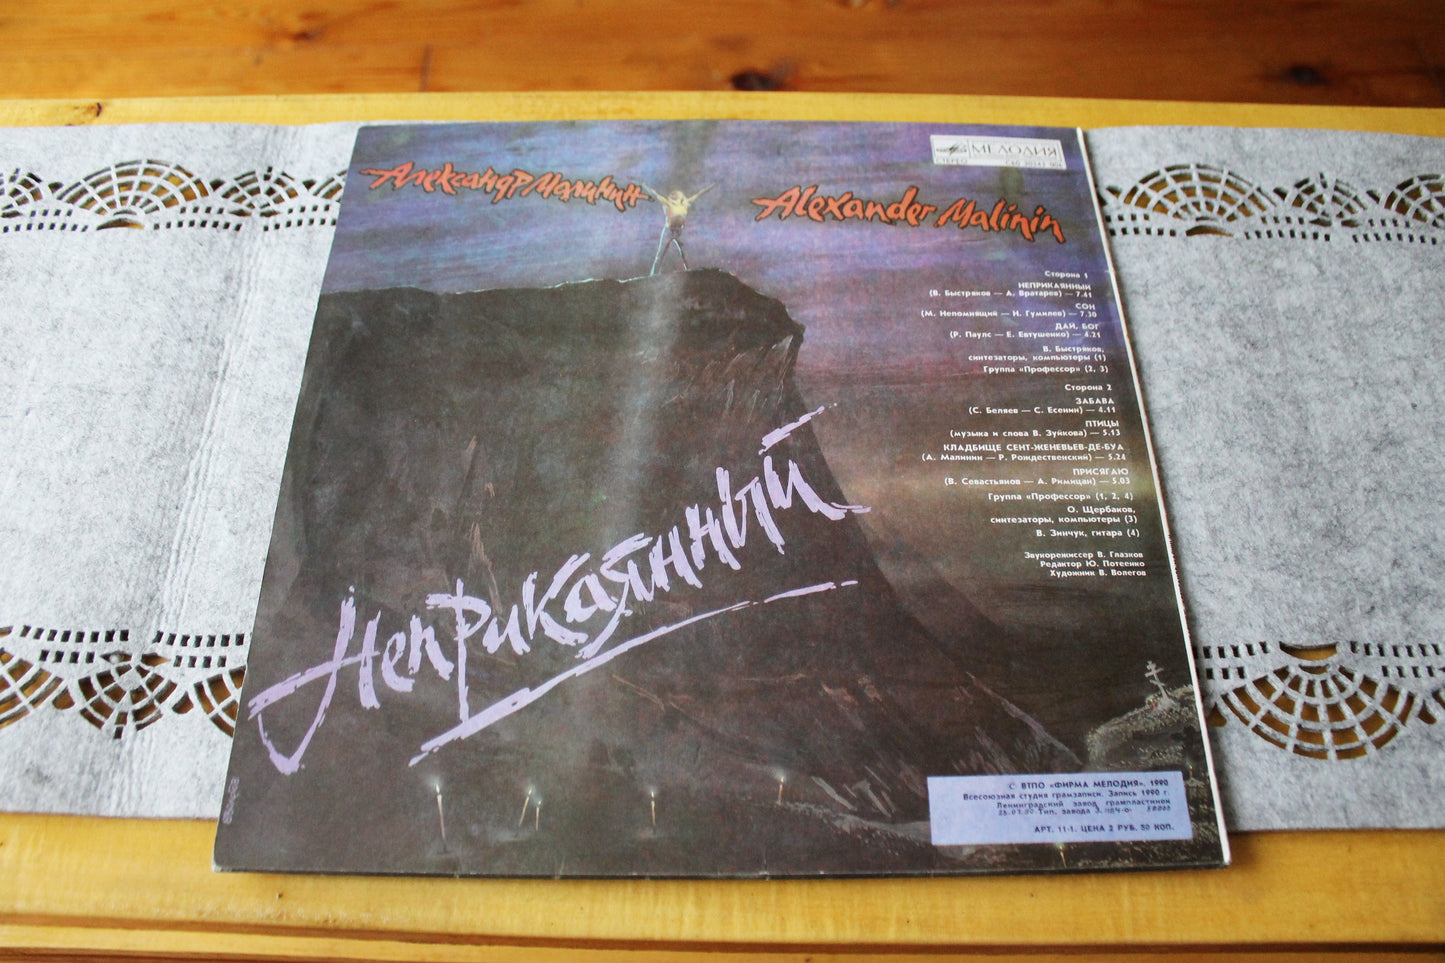 Александр Малинин
Alexander Malinin
МЕЛОДИЯ
СТЕРЕО
Сторона 1
НЕПРИКАЯННЫЙ
(В. Быстряков — А. Вратарев) — 7.41
СОН
(М. Непомнящий — Н. Гумилев) — 7.30
ДАЙ, БОГ
(Р. Паулс — Е. Евтушенко) — 4.21
В. Быстряков,
синтезаторы, компьютеры (1)
Группа «Профессор» (2, 3)
Сторона 2
ЗАБАВА
(С. Беляев — С. Есенин) — 4.11
ПТИЦЫ
(музыка и слова В. Зуйкова) — 5.13
КЛАДБИЩЕ СЕНТ-ЖЕНЕВЬЕВ-ДЕ-БУА
(А. Малинин — Р. Рождественский) — 5.24
ПРИСЯГАЮ
(В. Севастьянов — А. Римицан) — 5.03
Группа «Профессор» (1, 2, 4)
О. Щербаков,
синтезаторы, компьютеры (3)
В. Зинчук, гитара (4)
Звукорежиссер В. Глазков
Редактор Ю. Потеенко
Художник В. Волегов
Неприкаянный
© ВТПО «ФИРМА МЕЛОДИЯ», 1990
Всесоюзная студия грамзаписи. Запись 1990 г.
Ленинградский завод грампластинок
Тип. завода З.
АРТ. 11-1. ЦЕНА 2 РУБ. 50 КОП.